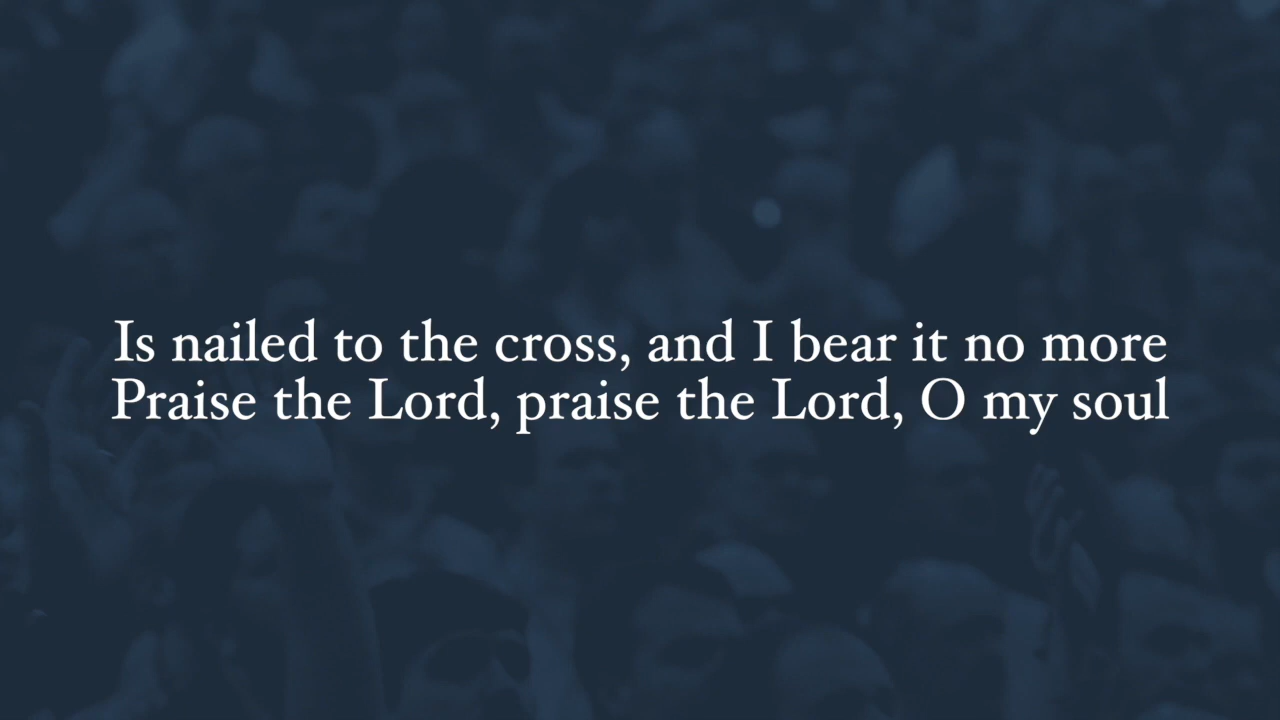 Is nailed to the cross, and I bear it no more
Praise the Lord, praise the Lord, O my soul